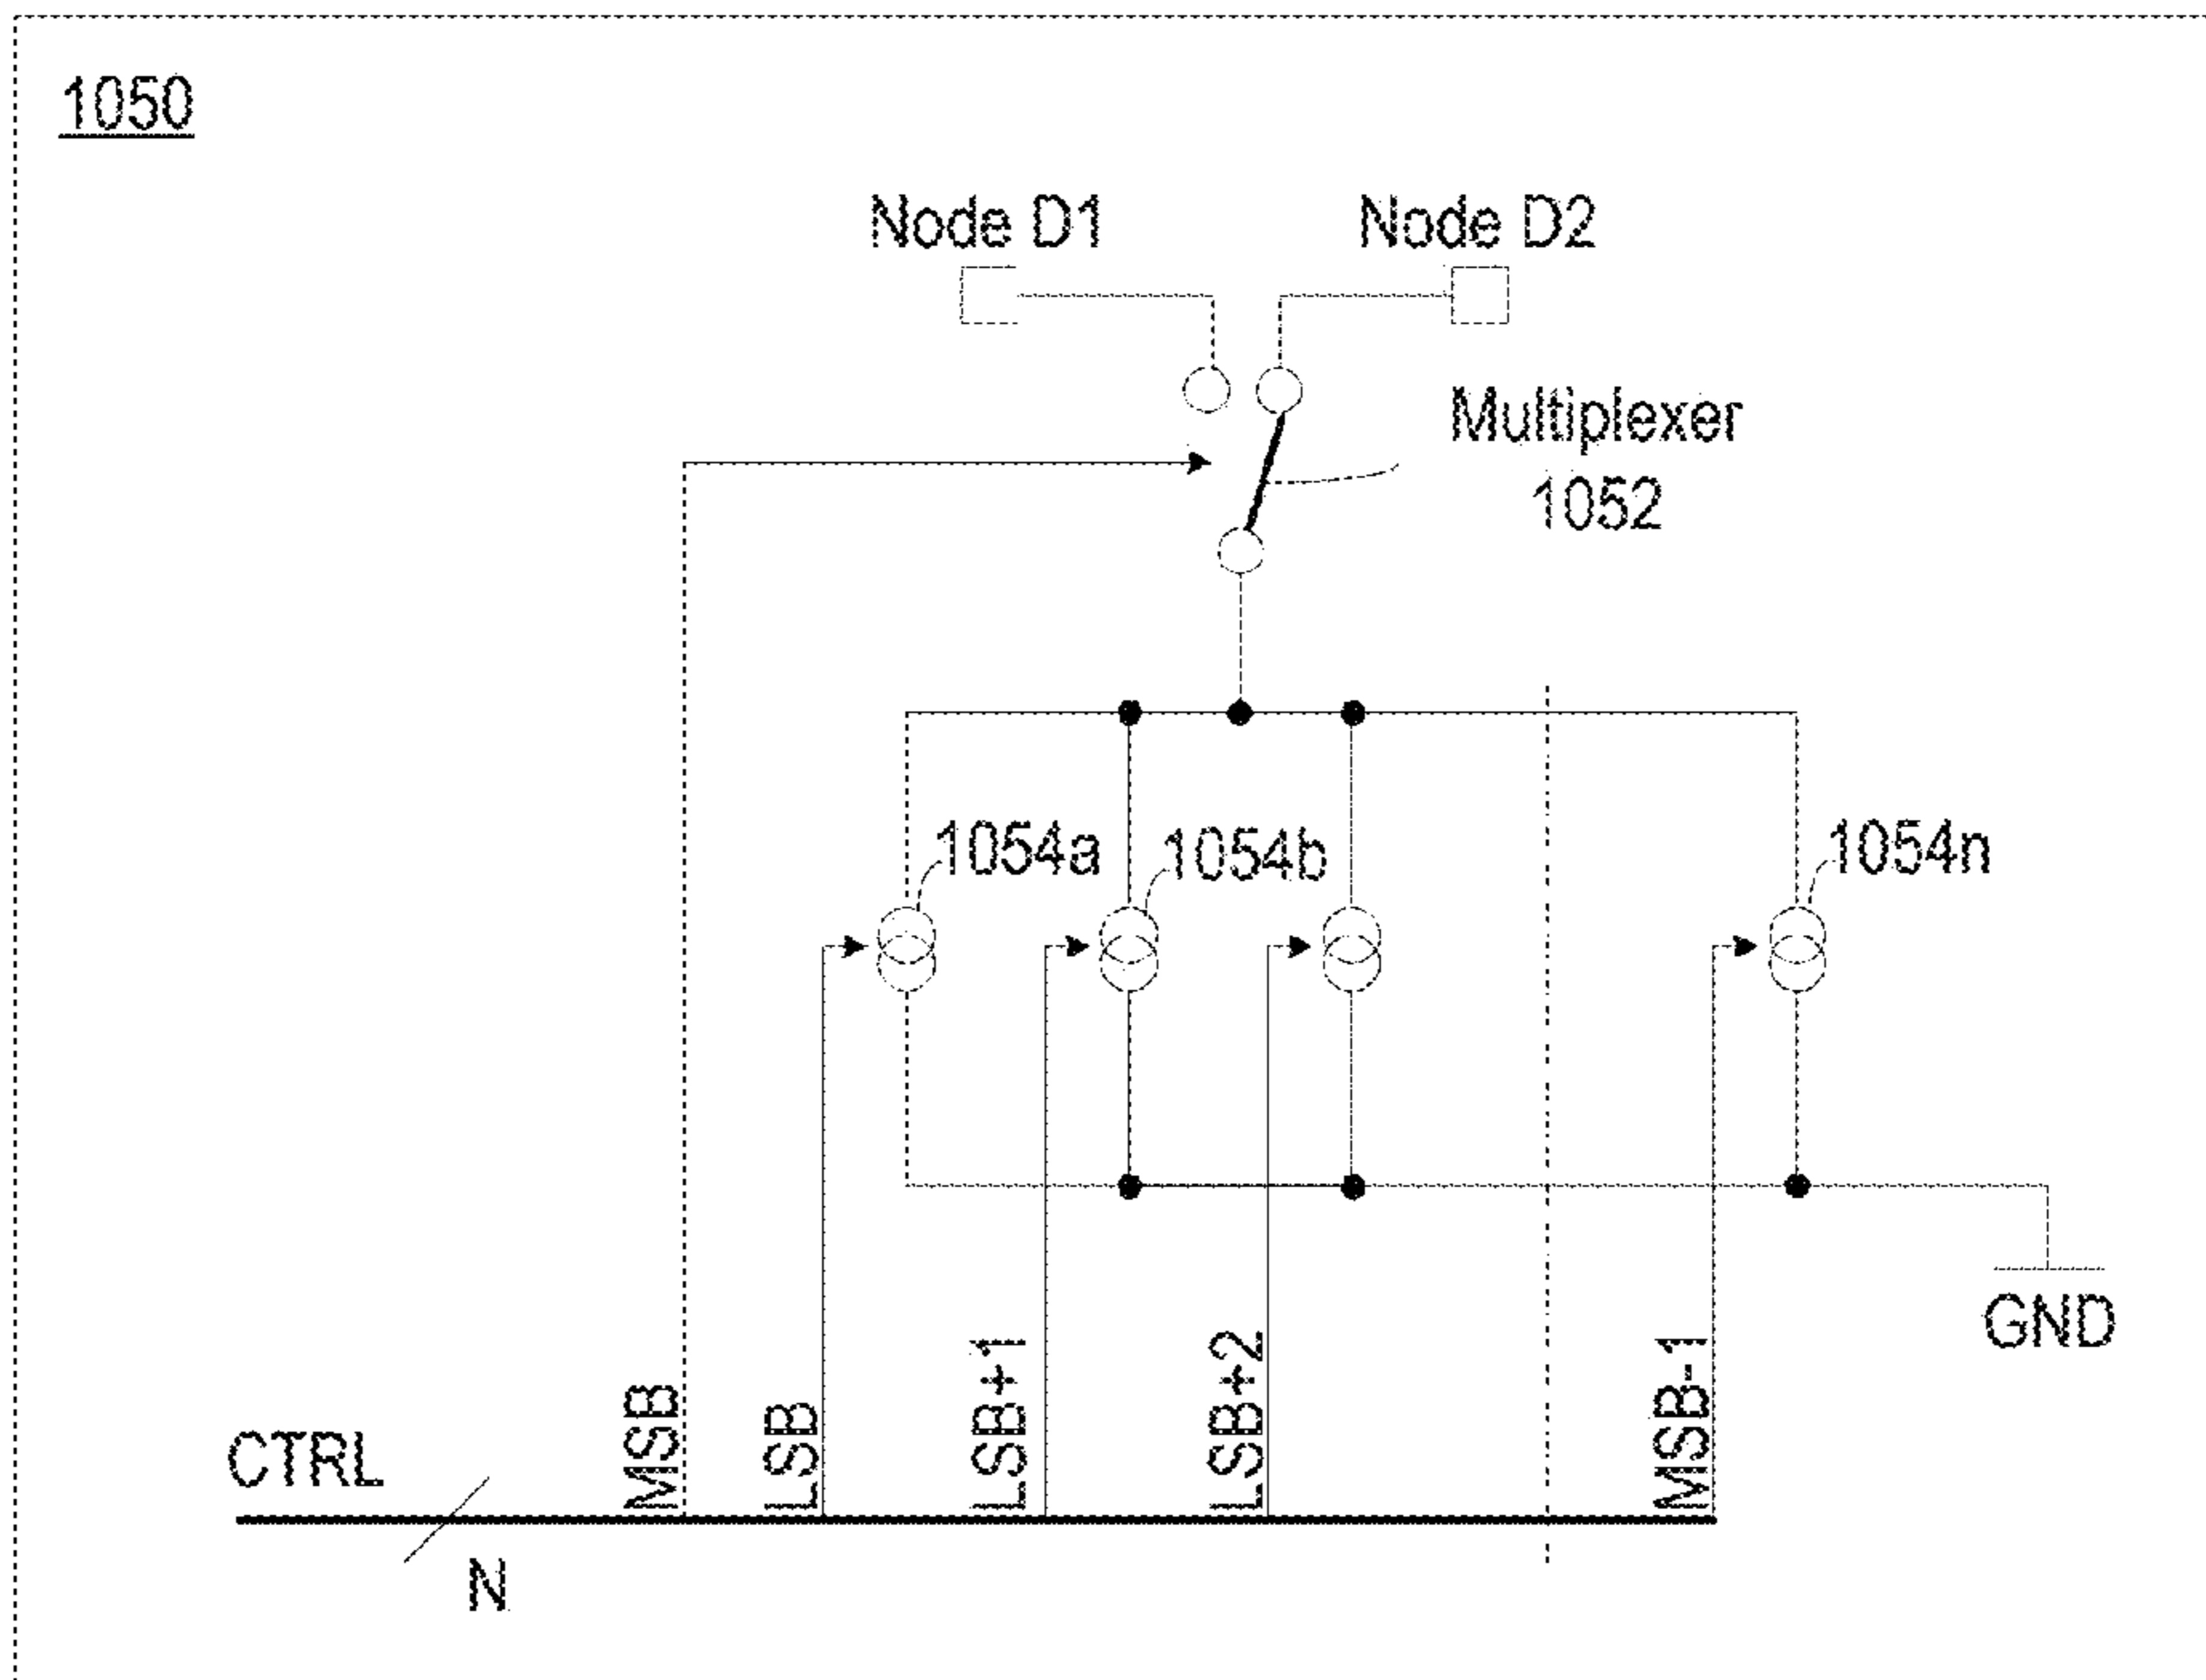 1050
Node D1
Node D2
Multiplexer
1052
1054a
1054b
1054n
GND
MSB
LSB
LSB+1
LSB+2
MSB-1
CTRL
N